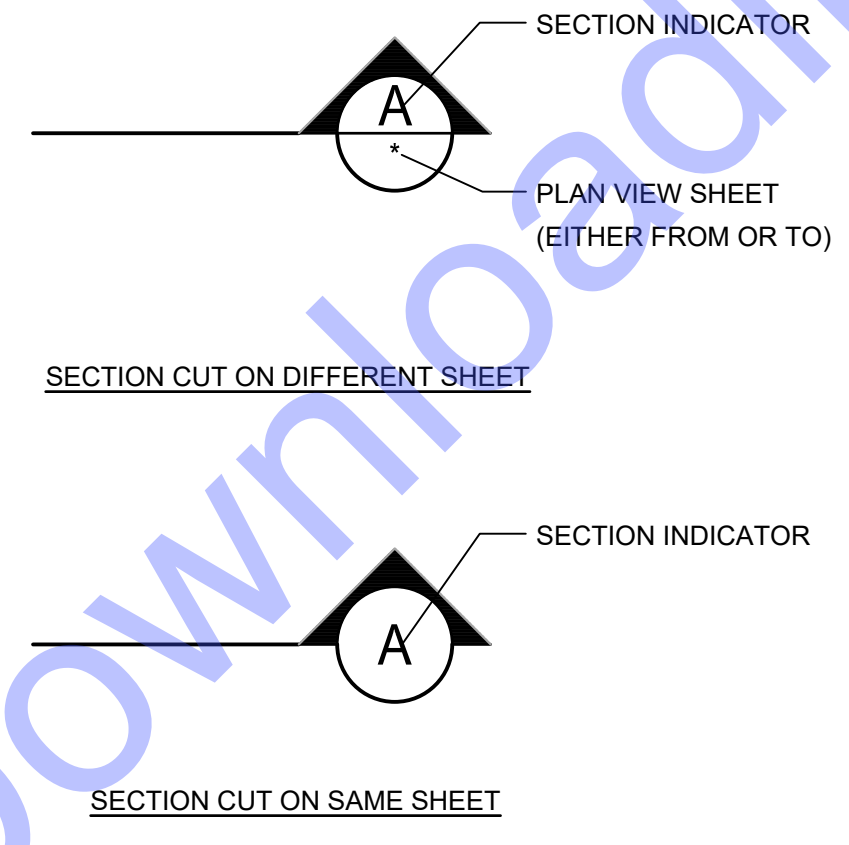 SECTION INDICATOR
A
*
PLAN VIEW SHEET
(EITHER FROM OR TO)
SECTION CUT ON DIFFERENT SHEET
SECTION INDICATOR
A
SECTION CUT ON SAME SHEET
ownloadin